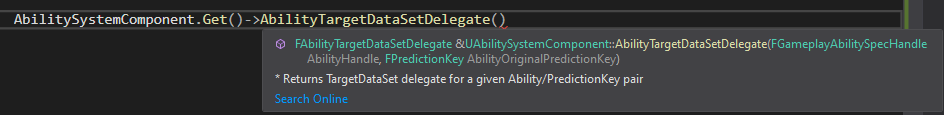 AbilitySystemComponent.Get()->AbilityTargetDataSetDelegate()
FAbilityTargetDataSetDelegate &UAbilitySystemComponent::AbilityTargetDataSetDelegate(FGameplayAbilitySpecHandle
AbilityHandle, FPredictionKey AbilityOriginalPredictionKey)
* Returns TargetDataSet delegate for a given Ability/PredictionKey pair
Search Online